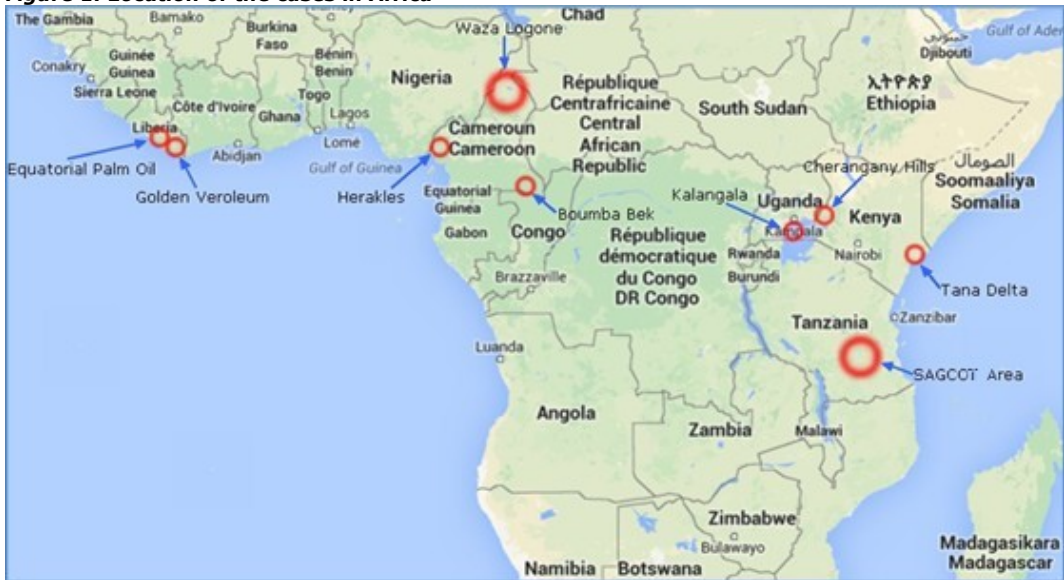 The Gambia
Bamako
Burkina
Faso
Chad
Waza Logone
جيبوتي
Djibouti
Gulf of Aden
Guinée
Guinea
Conakry
Sierra Leone
Bénin
Benin
Togo
Nigeria
République
Centrafricaine
Central
African
Republic
South Sudan
ኢትዮጵያ
Ethiopia
Côte d'Ivoire
Ghana
Lagos
Liberia
Abidjan
Lomé
Cameroun
Cameroon
Equatorial Palm Oil
Golden Veroleum
Gulf of Guinea
Herakles
Equatorial
Guinea
Boumba Bek
Gabon
Congo
Cherangany Hills
الصومال
Soomaaliya
Somalia
Kalangala
Uganda
Kampala
Kenya
République
démocratique
du Congo
DR Congo
Rwanda
Burundi
Nairobi
Brazzaville
Tana Delta
Tanzania
Zanzibar
Luanda
SAGCOT Area
Angola
Zambia
Malawi
Zimbabwe
Bulawayo
Namibia
Botswana
Madagasikara
Madagascar